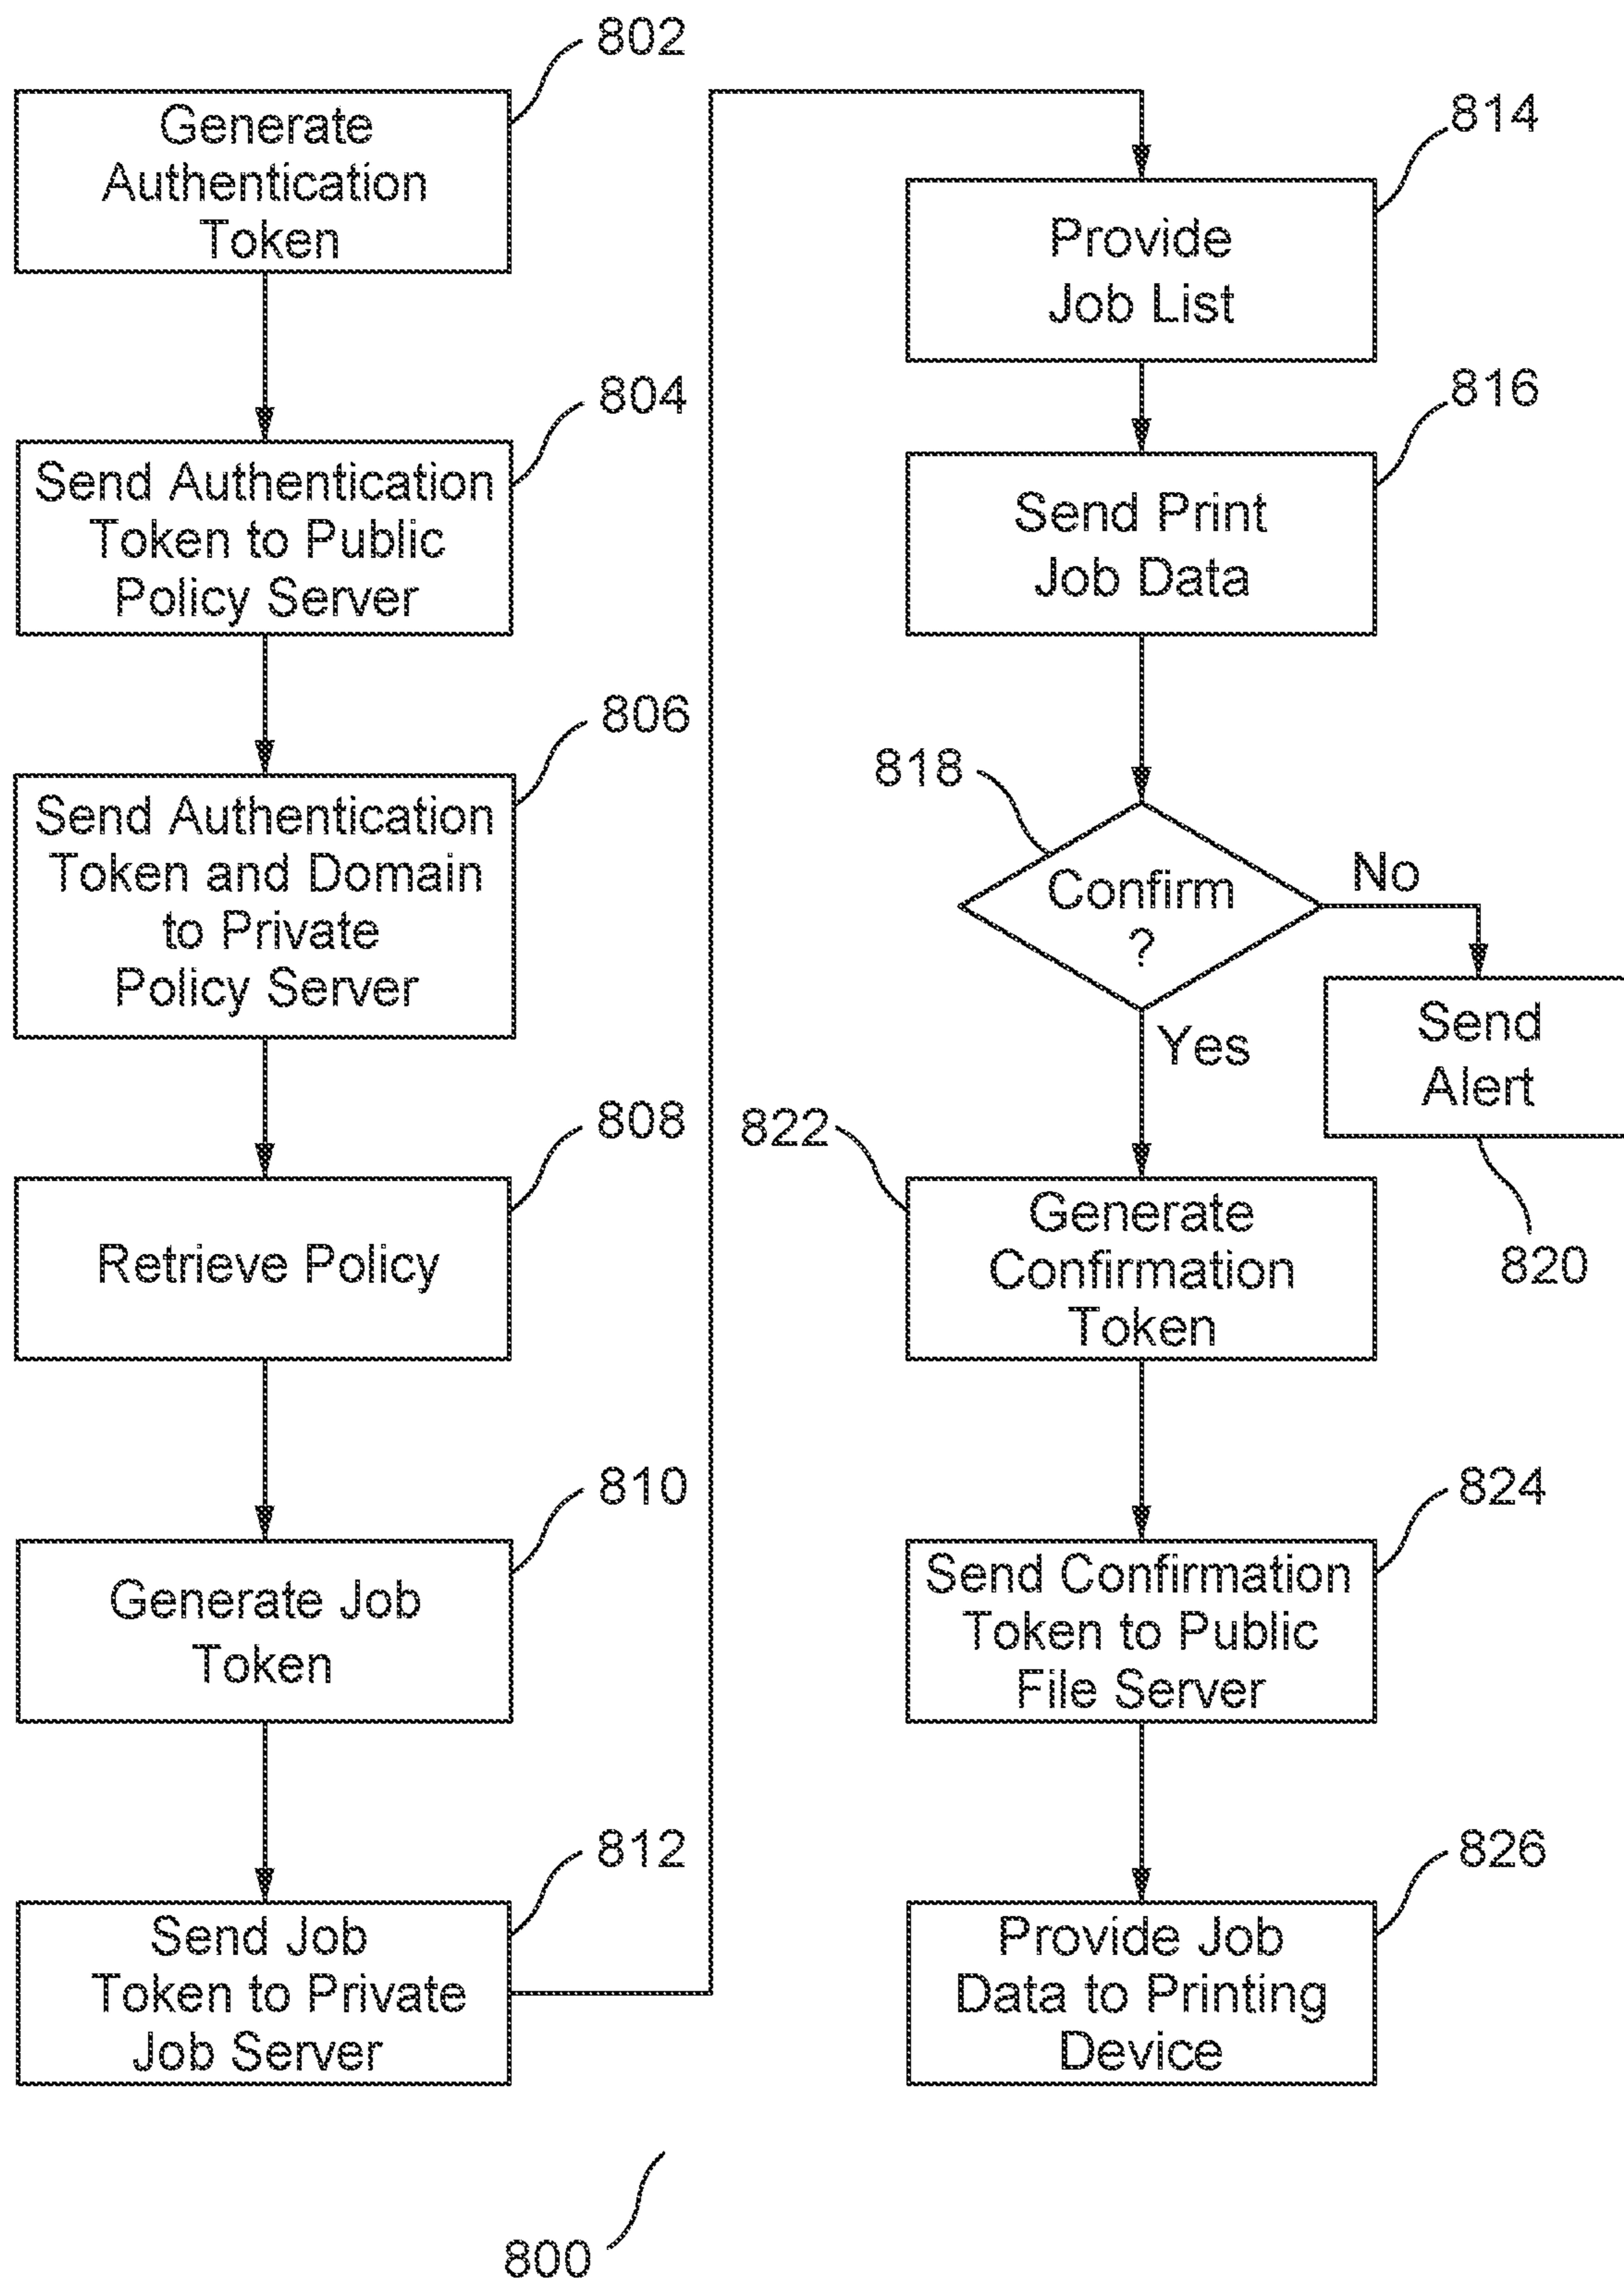 802
Generate
Authentication
Token
804
Send Authentication
Token to Public
Policy Server
806
Send Authentication
Token and Domain
to Private
Policy Server
808
Retrieve Policy
810
Generate Job
Token
812
Send Job
Token to Private
Job Server
814
Provide
Job List
816
Send Print
Job Data
818
Confirm
?
No
Yes
Send
Alert
820
822
Generate
Confirmation
Token
824
Send Confirmation
Token to Public
File Server
826
Provide Job
Data to Printing
Device
800